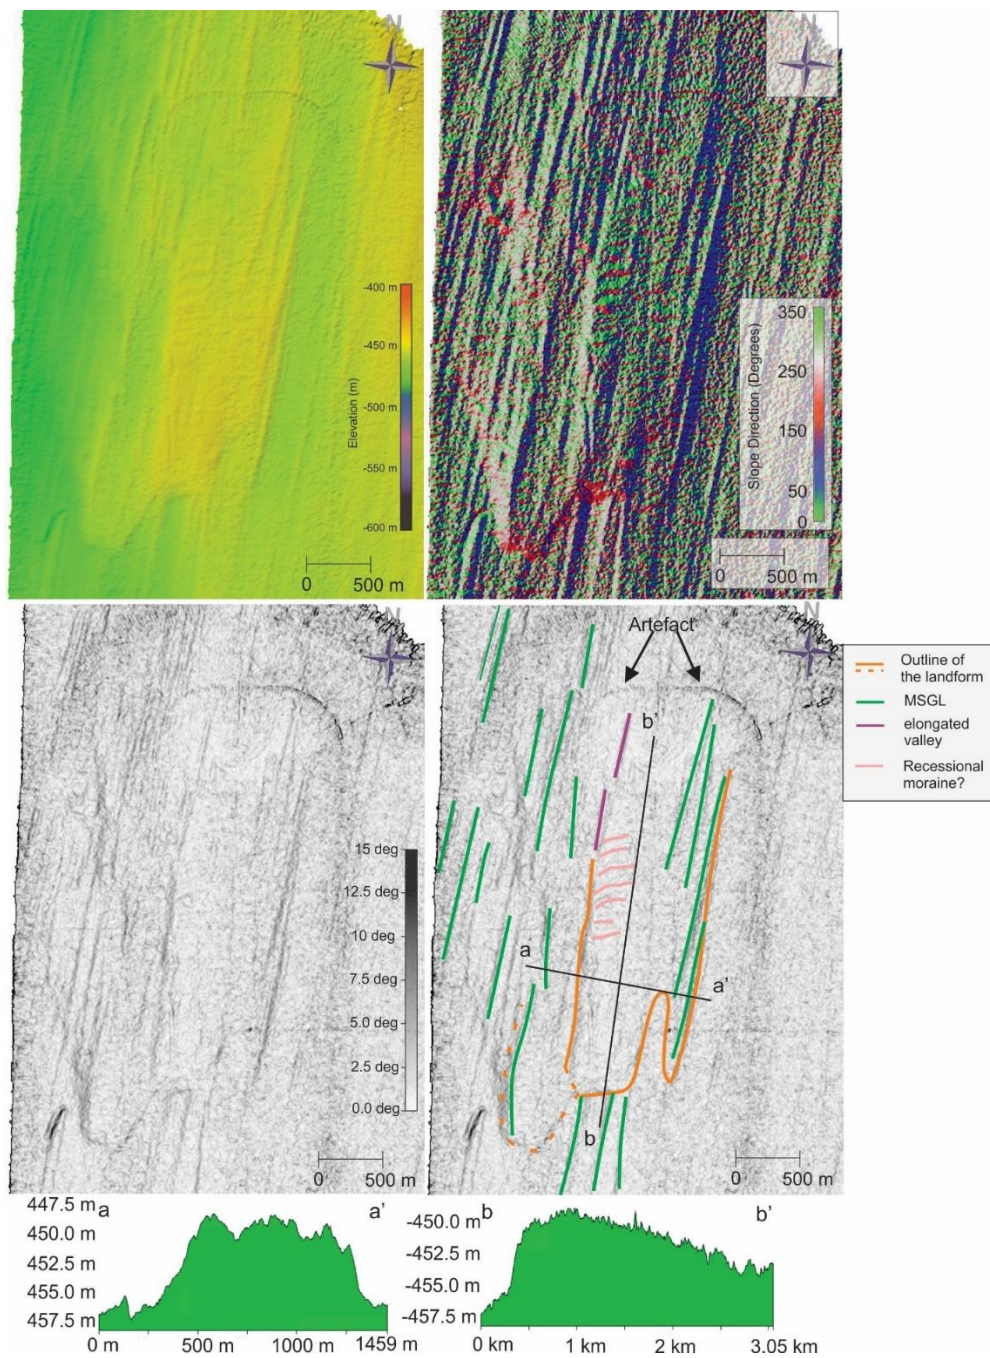 N
-400 m
-450 m
-500 m
-550 m
-600 m
Elevation (m)
0 500 m
350
250
150
50
0
Slope Direction (Degrees)
0 500 m
N
15 deg
12.5 deg
10 deg
7.5 deg
5.0 deg
2.5 deg
0.0 deg
0 500 m
N
Artefact
b'
a
a'
b
0 500 m
Outline of
the landform
MSGL
elongated
valley
Recessional
moraine?
447.5 m
450.0 m
452.5 m
455.0 m
457.5 m
a a'
0 m 500 m 1000 m 1459 m
b b'
-450.0 m
-452.5 m
-455.0 m
-457.5 m
0 km 1 km 2 km 3.05 km